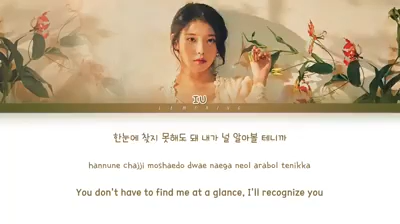 IU
한눈에 찾지 못해도 돼 내가 널 알아볼 테니까
hannune chajji moshaedo dwae naega neol arabol tenikka
You don't have to find me at a glance, I'll recognize you